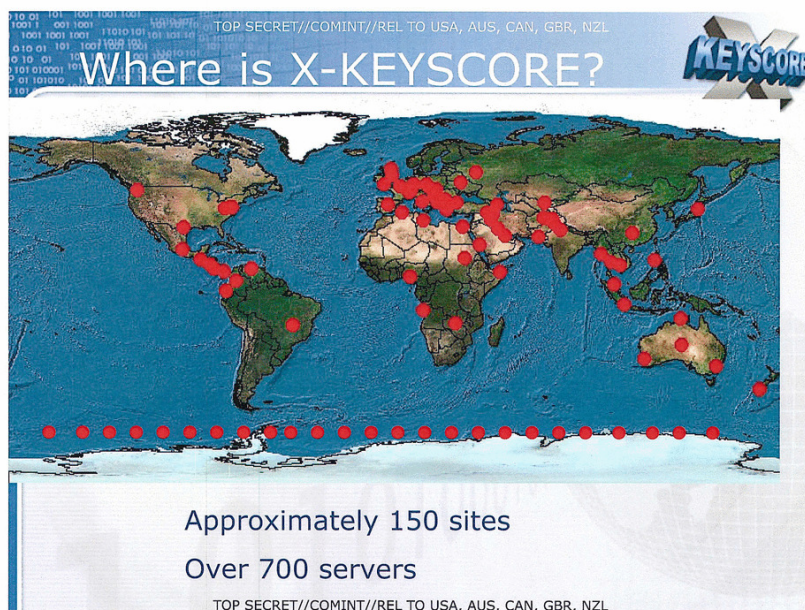 TOP SECRET//COMINT//REL TO USA, AUS, CAN, GBR, NZL
Where is X-KEYSCORE?
X
KEYSCORE
Approximately 150 sites
Over 700 servers
TOP SECRET//COMINT//REL TO USA, AUS, CAN, GBR, NZL